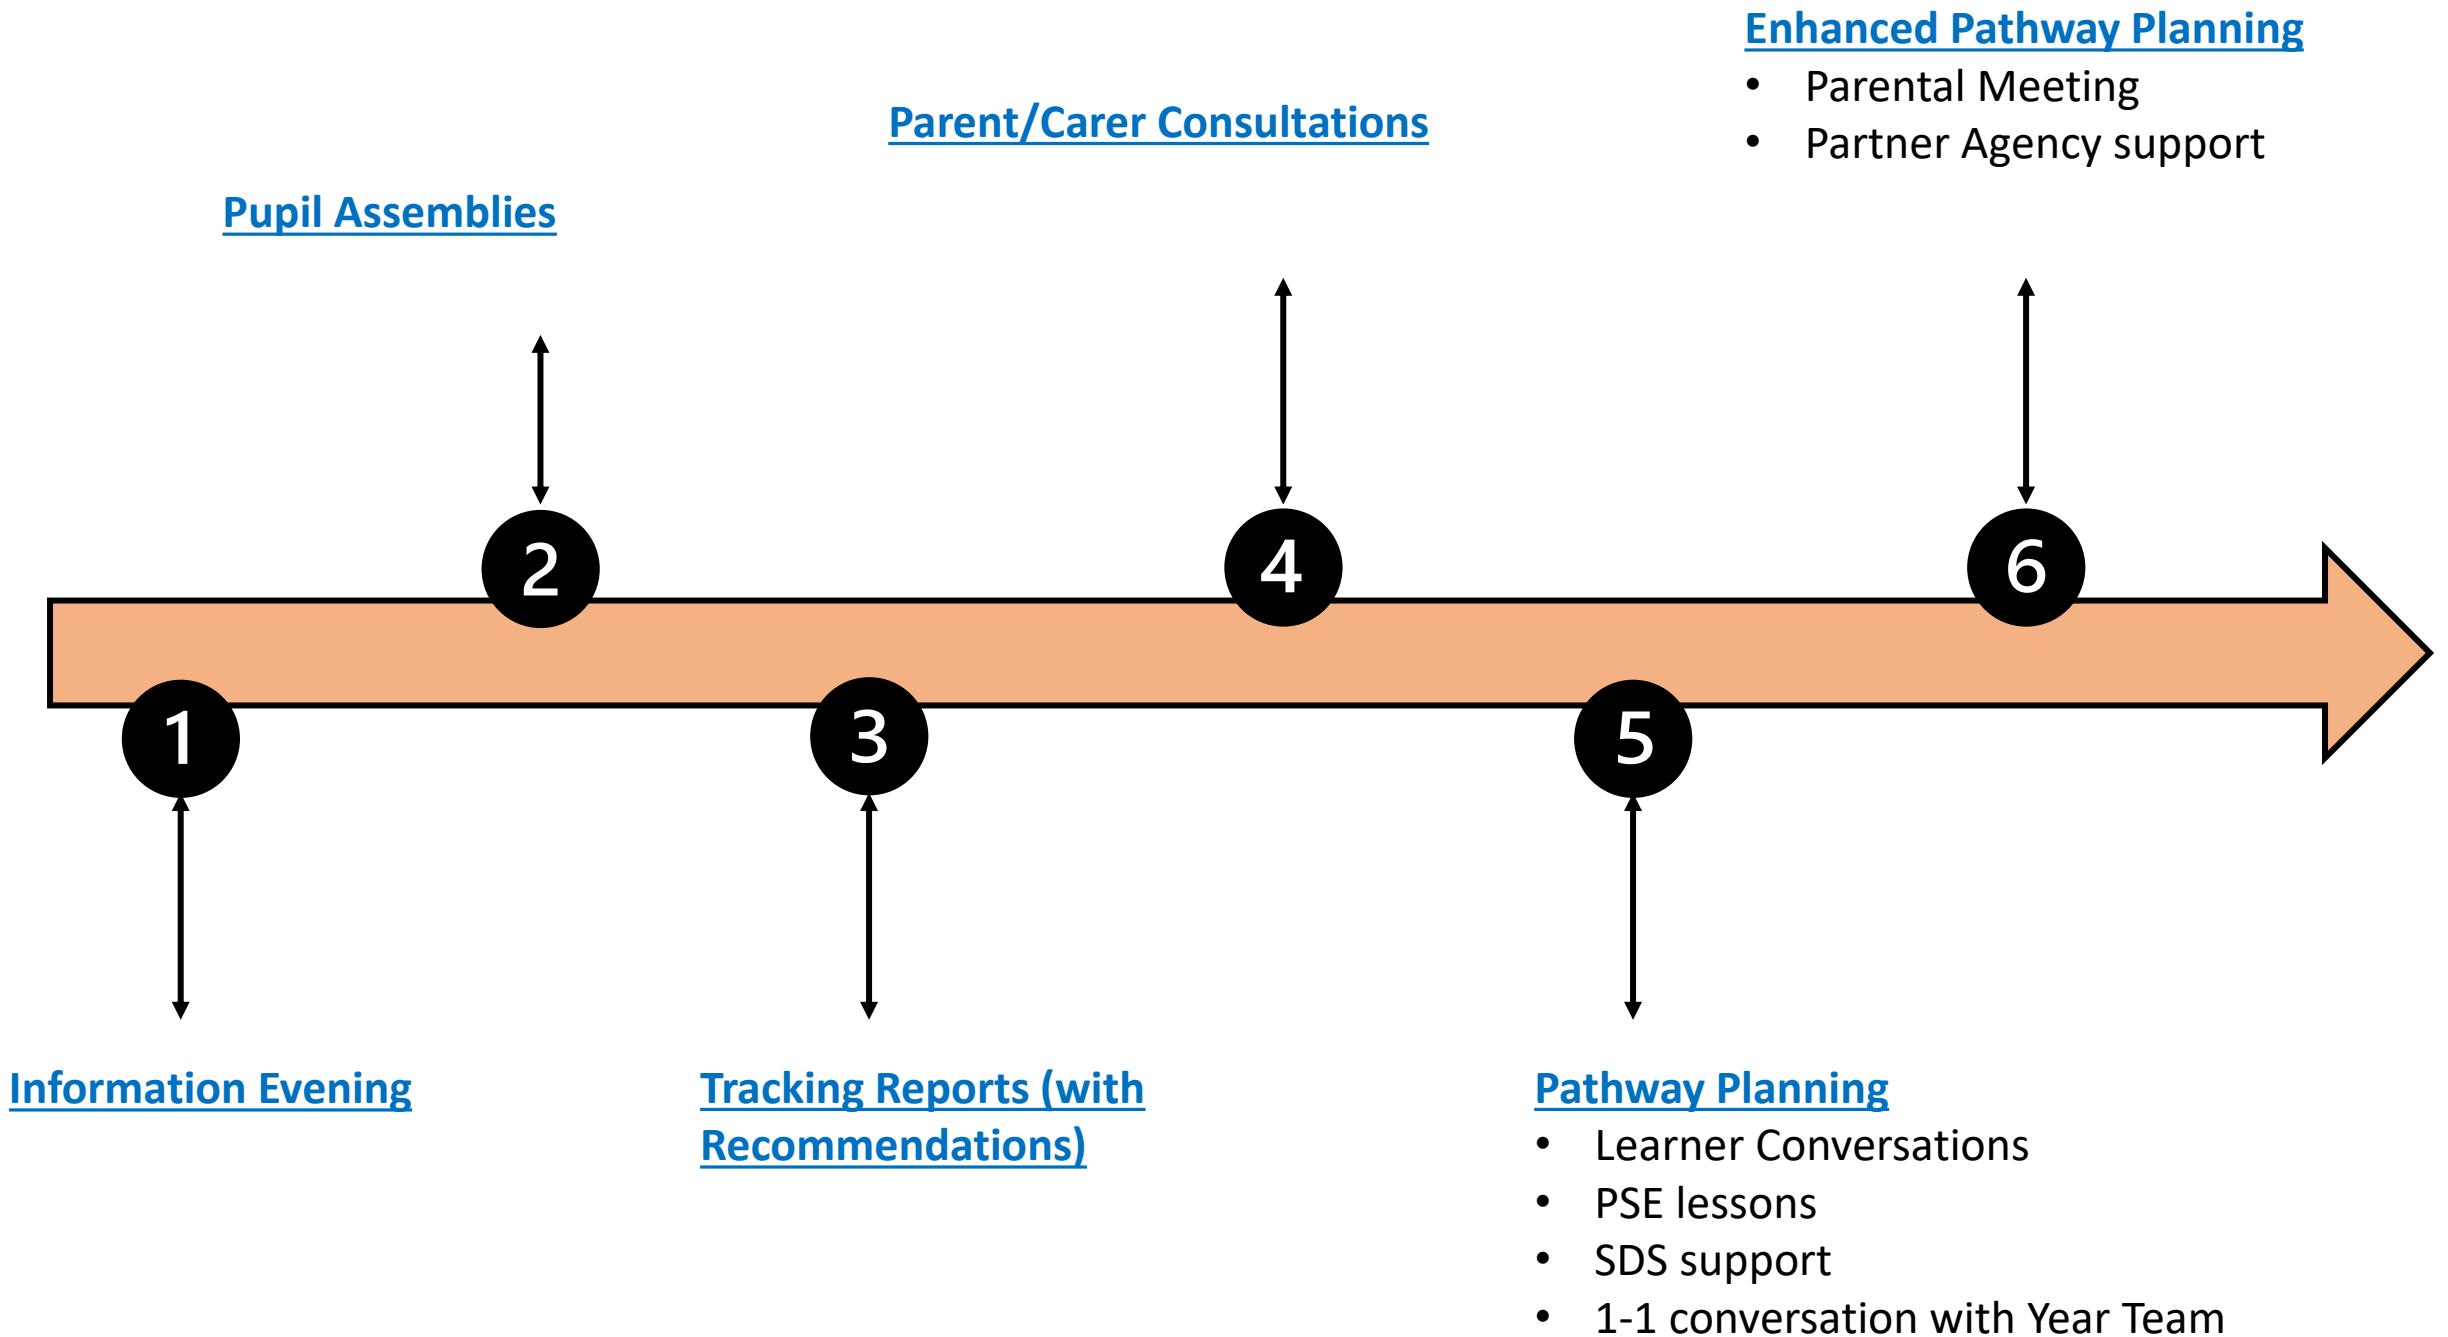 Enhanced Pathway Planning
• Parental Meeting
• Partner Agency support
Parent/Carer Consultations
Pupil Assemblies
2
4
6
1
3
5
Information Evening
Tracking Reports (with
Recommendations)
Pathway Planning
• Learner Conversations
• PSE lessons
• SDS support
• 1-1 conversation with Year Team